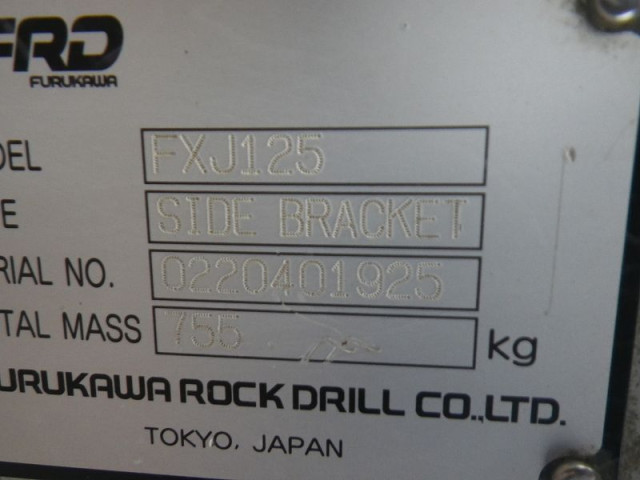 FRD
FURUKAWA
DEL FXJ125
E SIDE BRACKET
RIAL NO. 0220401925
TAL MASS 755 kg
URUKAWA ROCK DRILL CO.,LTD.
TOKYO, JAPAN